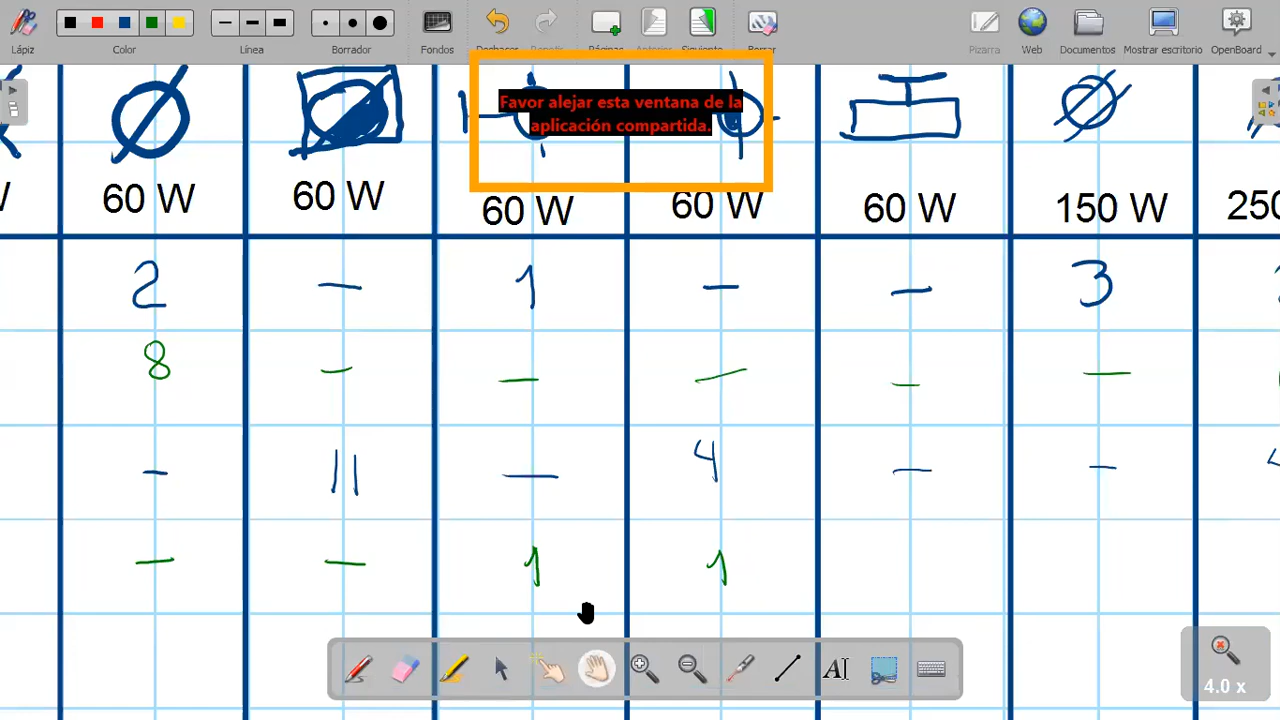 Lápiz Color Línea Borrador Fondos Deshacer Páginas Siguiente Borrar Pizarra Web Documentos Mostrar escritorio OpenBoard
Favor alejar esta ventana de la
aplicación compartida.
60 W 60 W 60 W 60 W 60 W 150 W
2 – 1 – – 3
8 – – – – –
– 11 – 4 – –
– – 1 1
AI
4.0 x